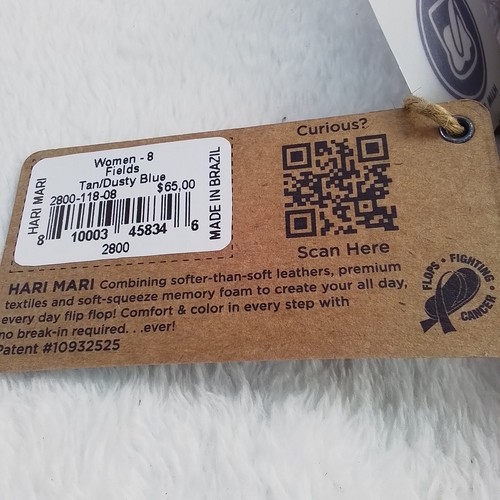 Women - 8
Fields
Tan/Dusty Blue
2800-118-08 $65,00
HARI MARI
MADE IN BRAZIL
8 10003 45834 6
2800
Curious?
Scan Here
HARI MARI Combining softer-than-soft leathers, premium
textiles and soft-squeeze memory foam to create your all day,
every day flip flop! Comfort & color in every step with
no break-in required. . .ever!
Patent #10932525
FLOPS • FIGHTING • CANCER •